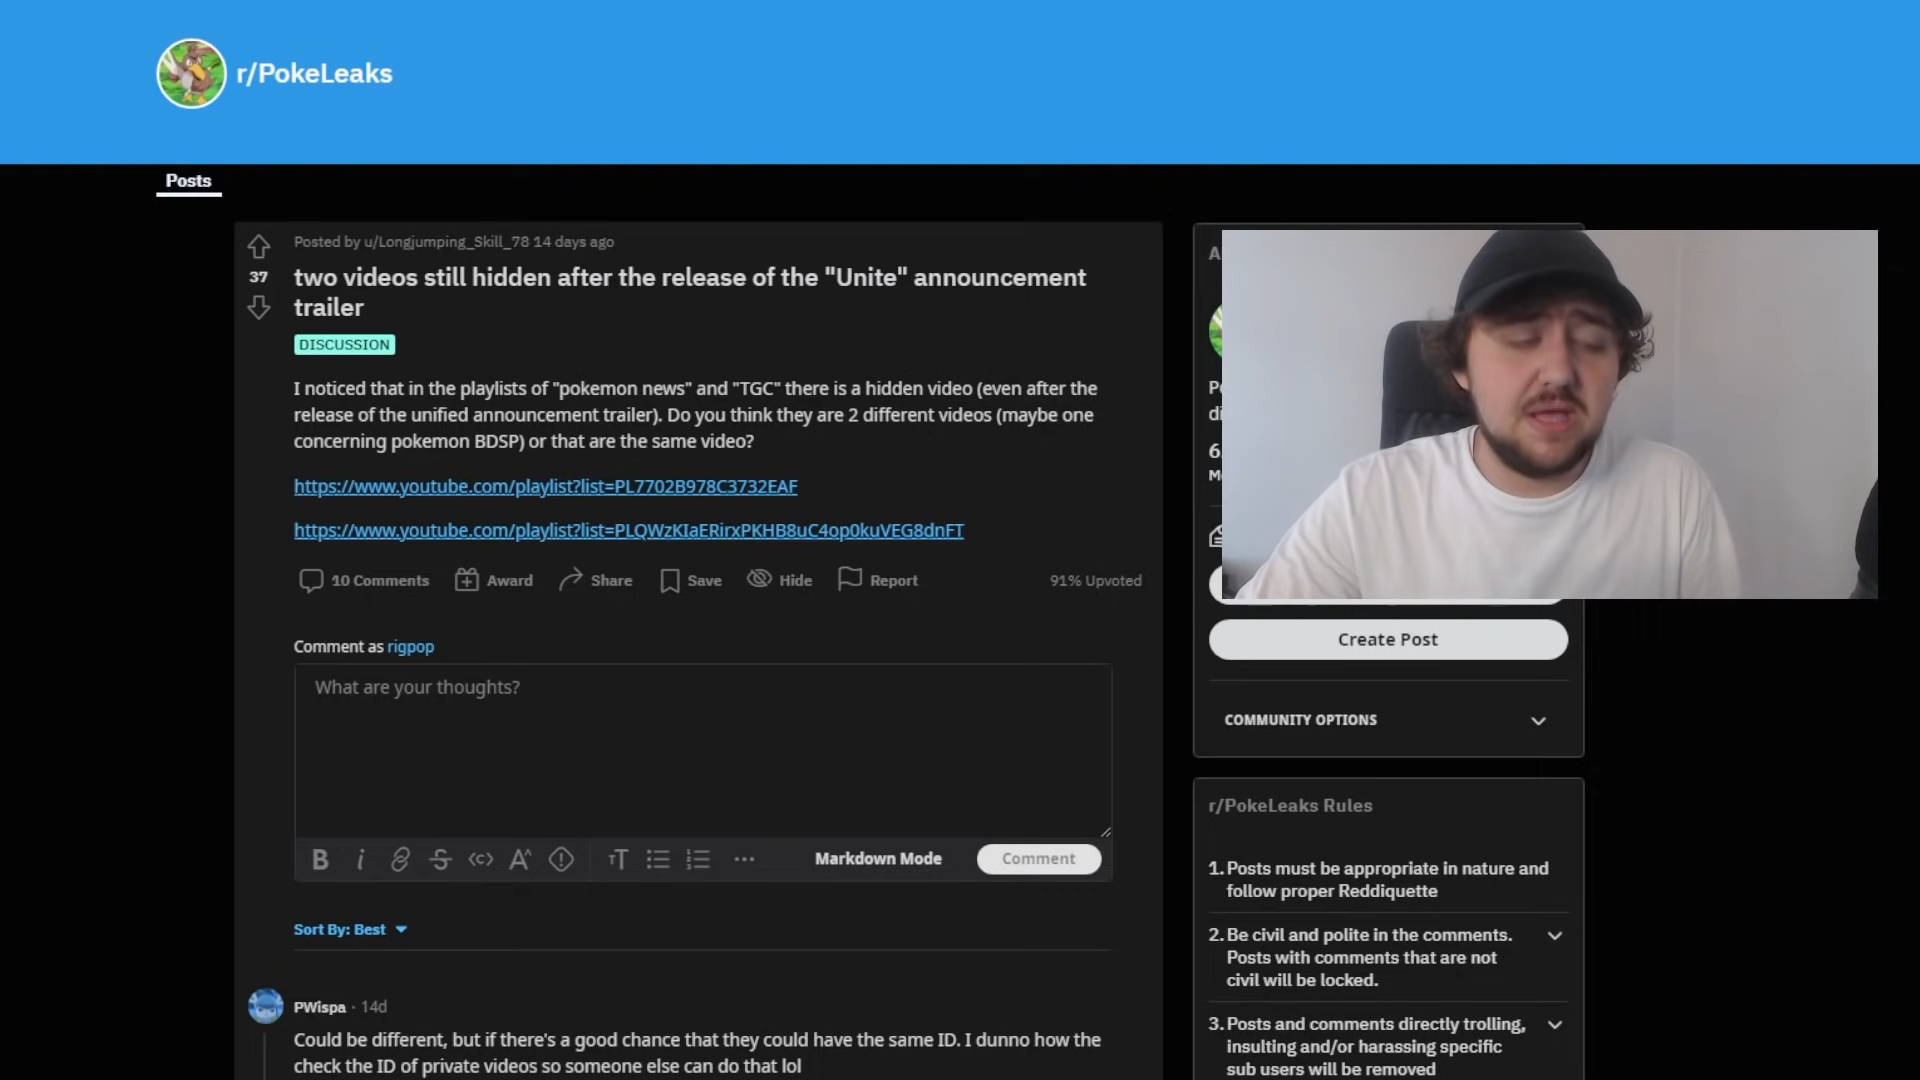 r/PokeLeaks
Posts
Posted by u/Longjumping_Skill_78 14 days ago
37
two videos still hidden after the release of the "Unite" announcement
trailer
DISCUSSION
I noticed that in the playlists of "pokemon news" and "TGC" there is a hidden video (even after the
release of the unified announcement trailer). Do you think they are 2 different videos (maybe one
concerning pokemon BDSP) or that are the same video?
https://www.youtube.com/playlist?list=PL7702B978C3732EAF
https://www.youtube.com/playlist?list=PLQWzKIaERirxPKHB8uC4op0kuVEG8dnFT
10 Comments Award Share Save Hide Report 91% Upvoted
Comment as rigpop
What are your thoughts?
Markdown Mode Comment
Sort By: Best
PWispa · 14d
Could be different, but if there's a good chance that they could have the same ID. I dunno how the
check the ID of private videos so someone else can do that lol
Create Post
COMMUNITY OPTIONS
r/PokeLeaks Rules
1. Posts must be appropriate in nature and
follow proper Reddiquette
2. Be civil and polite in the comments.
Posts with comments that are not
civil will be locked.
3. Posts and comments directly trolling,
insulting and/or harassing specific
sub users will be removed